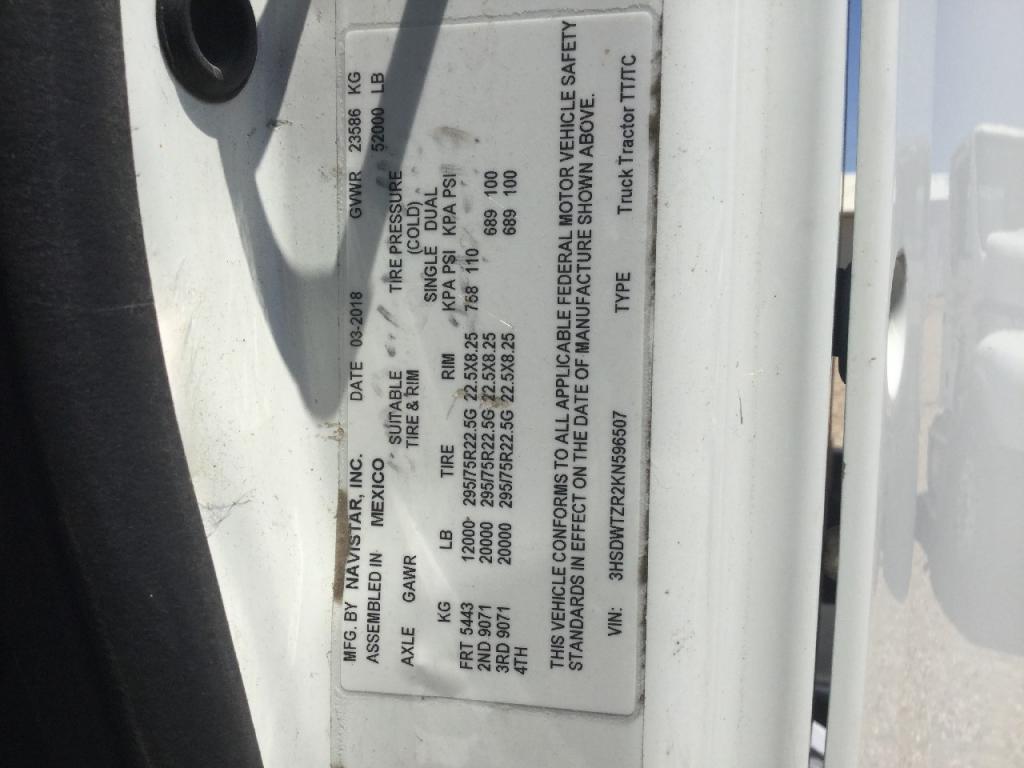 MFG. BY NAVISTAR, INC. DATE 03-2018 GVWR 23586 KG
ASSEMBLED IN MEXICO 52000 LB
SUITABLE TIRE PRESSURE
AXLE GAWR TIRE & RIM (COLD)
SINGLE DUAL
KG LB TIRE RIM KPA PSI KPA PSI
FRT 5443 12000 295/75R22.5G 22.5X8.25 758 110
2ND 9071 20000 295/75R22.5G 22.5X8.25 689 100
3RD 9071 20000 295/75R22.5G 22.5X8.25 689 100
4TH
THIS VEHICLE CONFORMS TO ALL APPLICABLE FEDERAL MOTOR VEHICLE SAFETY
STANDARDS IN EFFECT ON THE DATE OF MANUFACTURE SHOWN ABOVE.
VIN: 3HSDWTZR2KN596507 TYPE Truck Tractor TT/TC